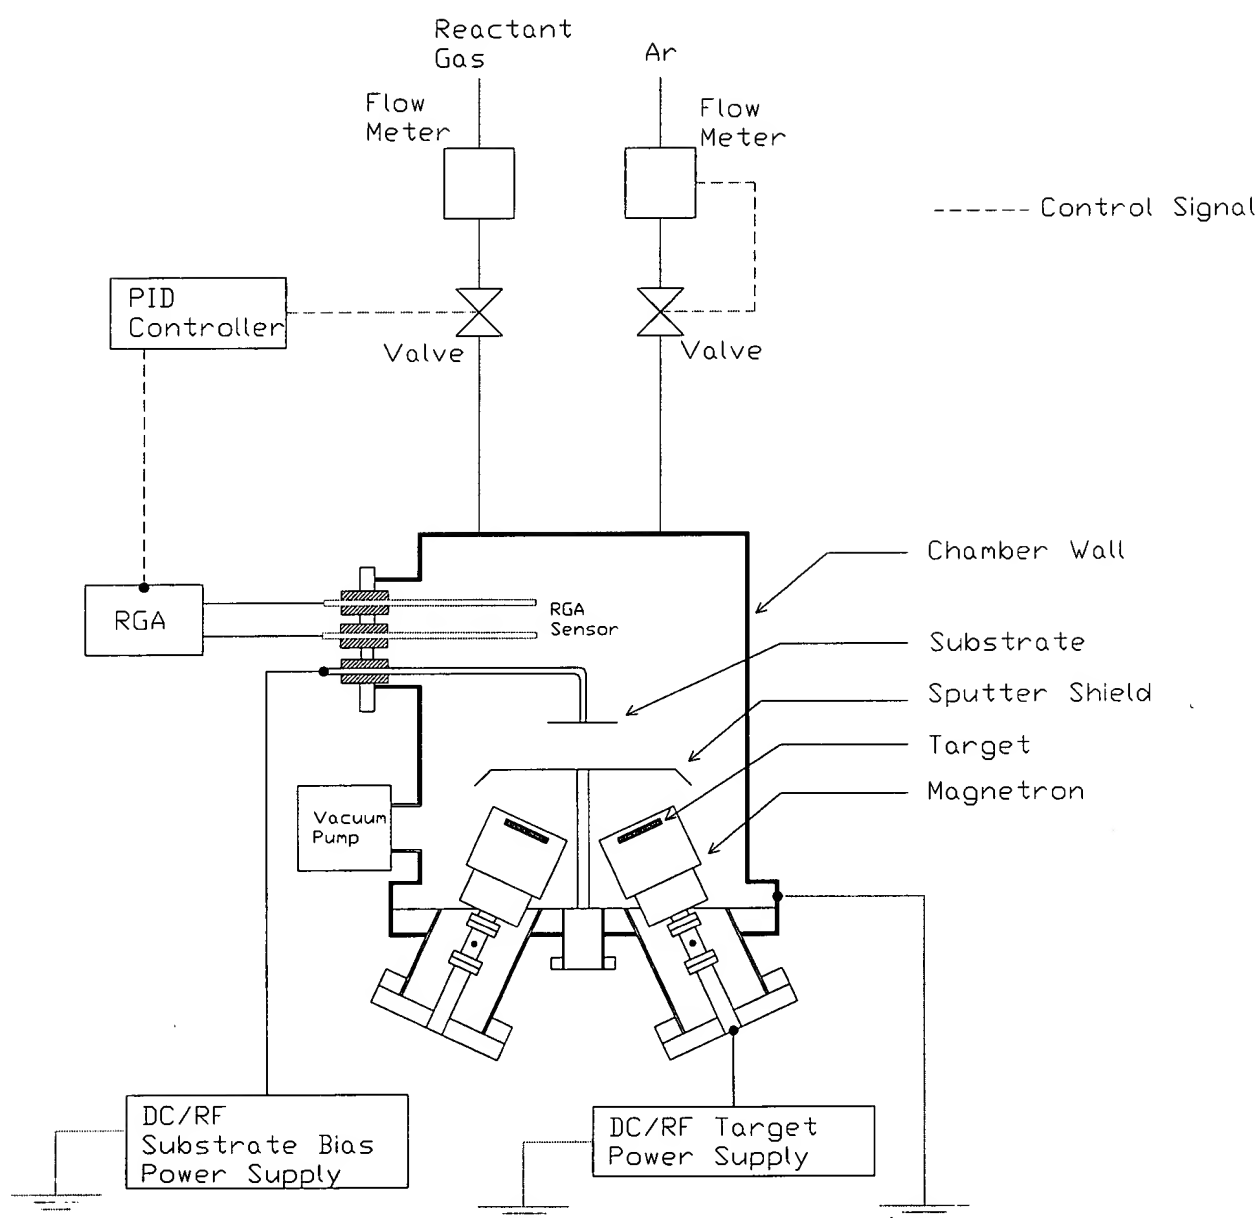 Reactant
Gas
Ar
Flow
Meter
Flow
Meter
Control Signal
PID
Controller
Valve
Valve
Chamber Wall
RGA
RGA
Sensor
Substrate
Sputter Shield
Target
Magnetron
Vacuum
Pump
DC/RF
Substrate Bias
Power Supply
DC/RF Target
Power Supply